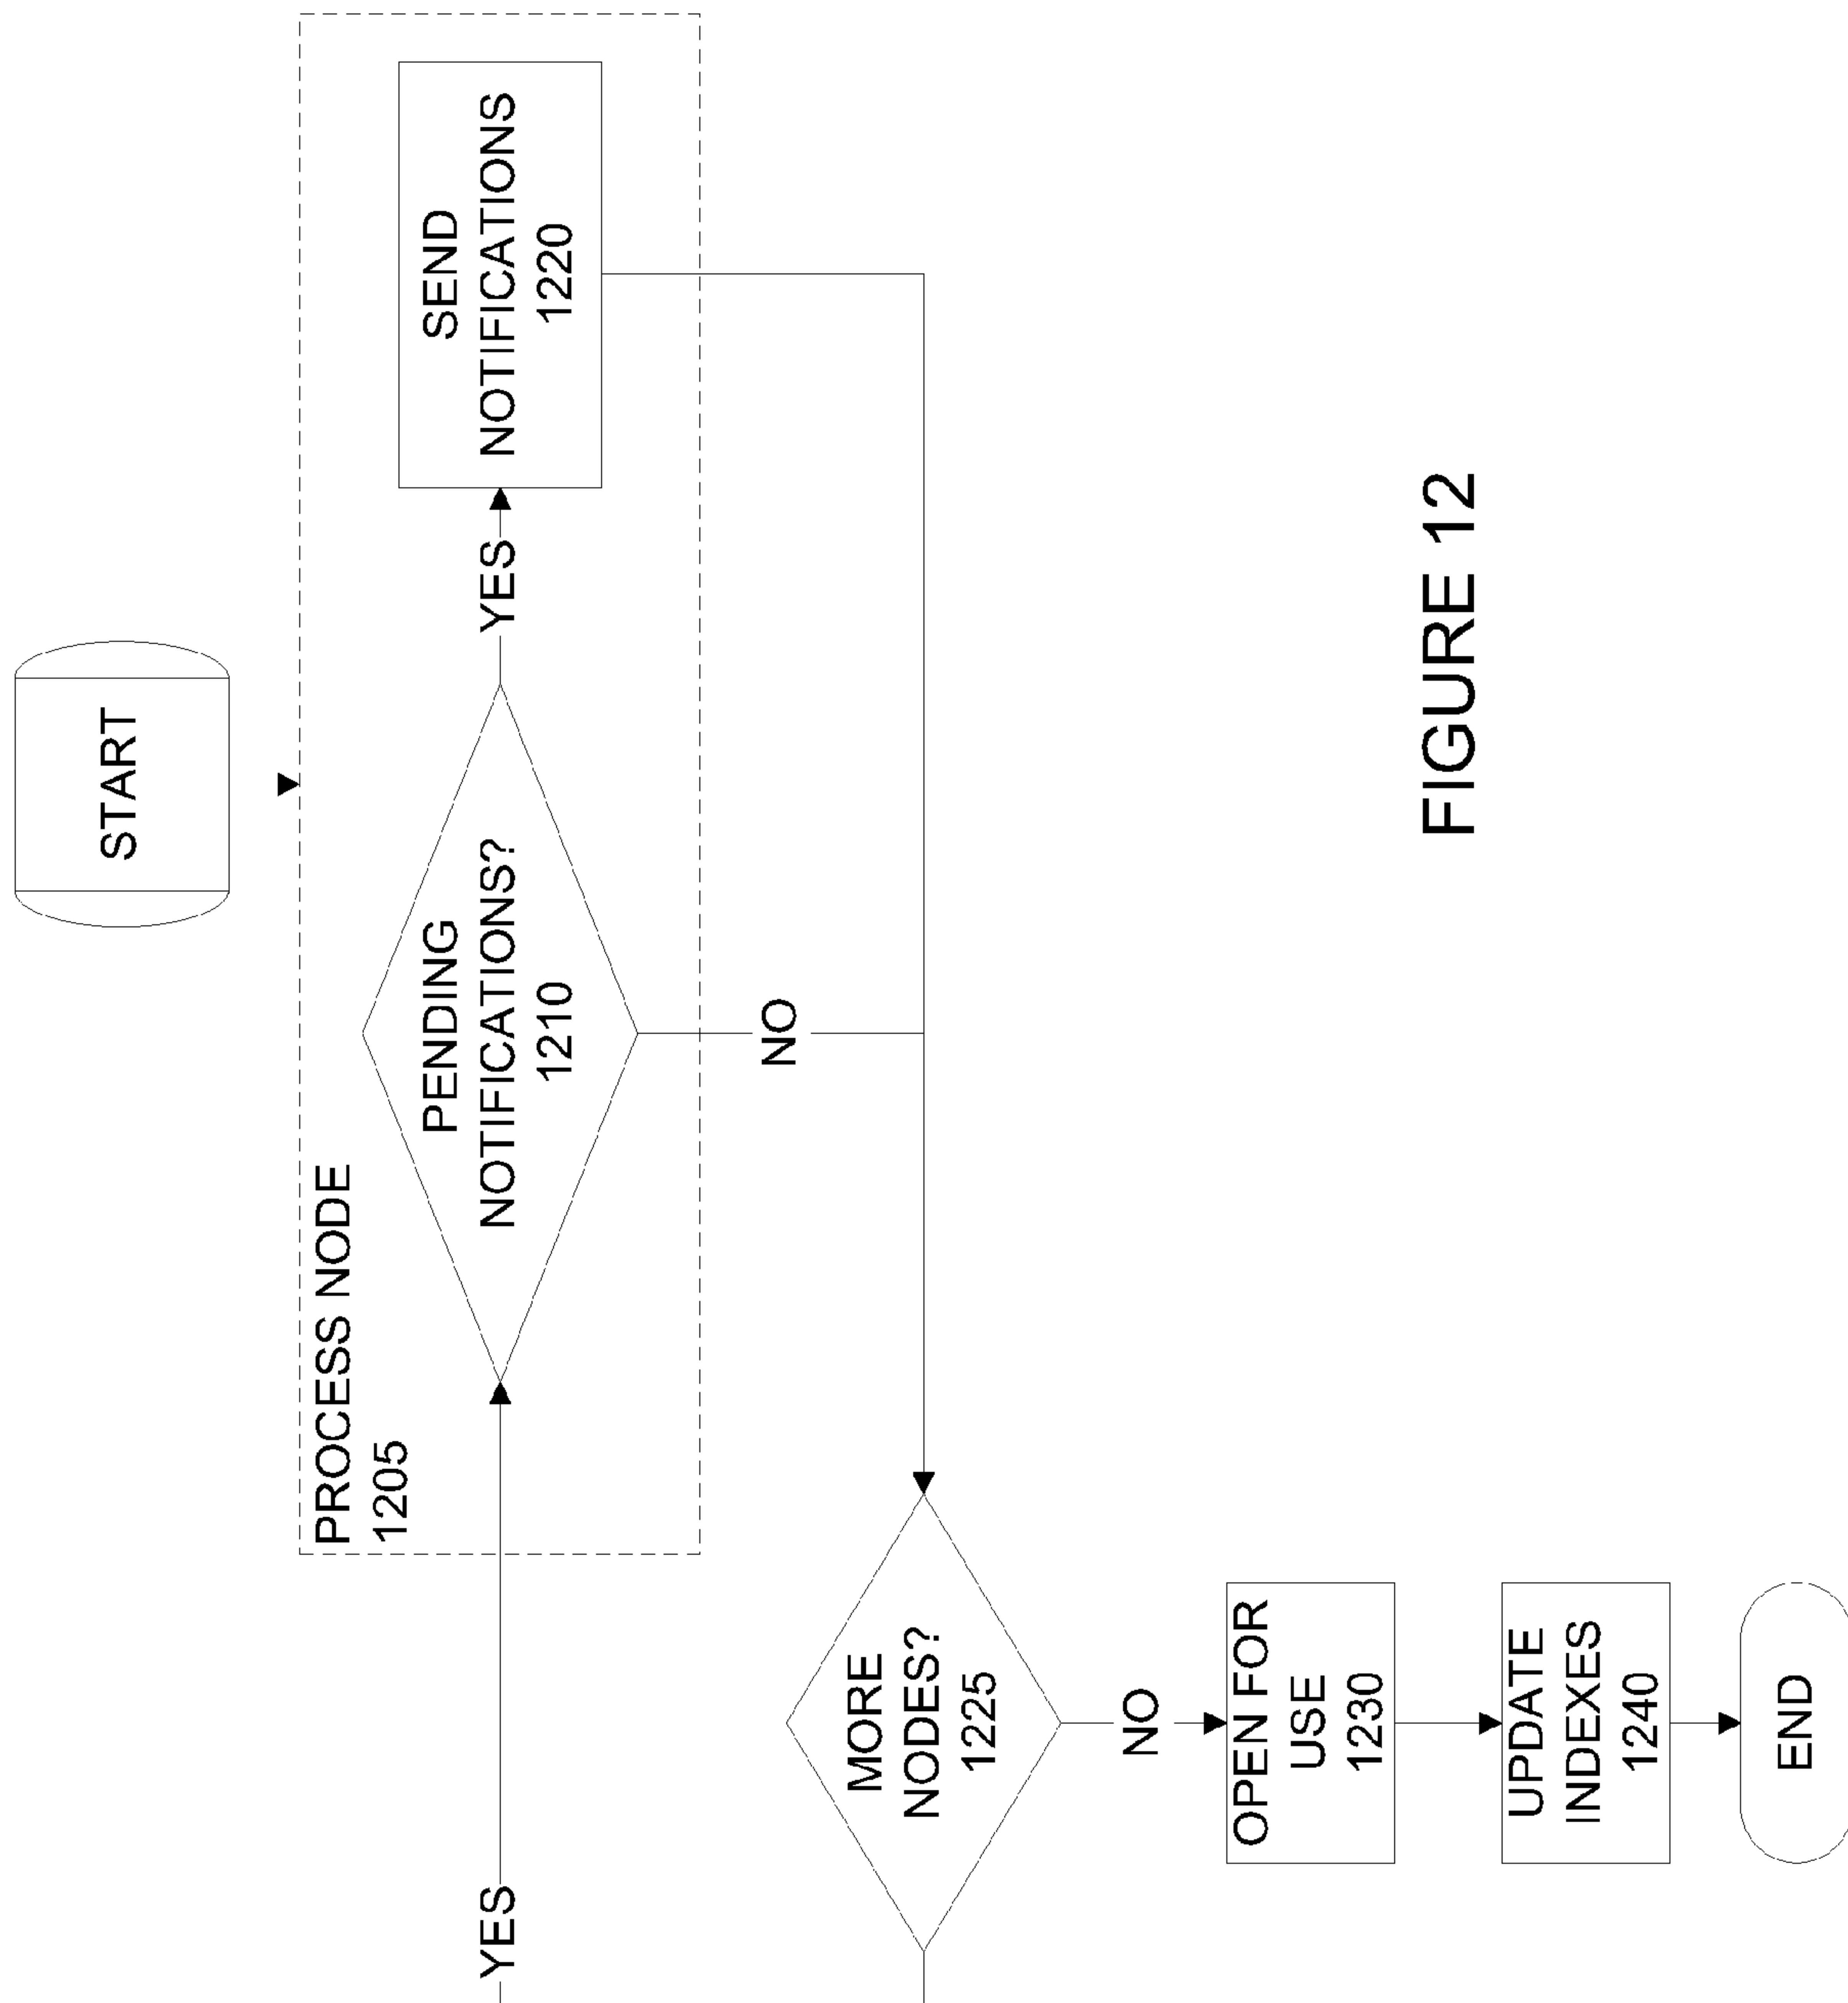 START
PROCESS NODE
1205
PENDING
NOTIFICATIONS?
1210
YES
SEND
NOTIFICATIONS
1220
NO
YES
MORE
NODES?
1225
NO
OPEN FOR
USE
1230
UPDATE
INDEXES
1240
END
FIGURE 12